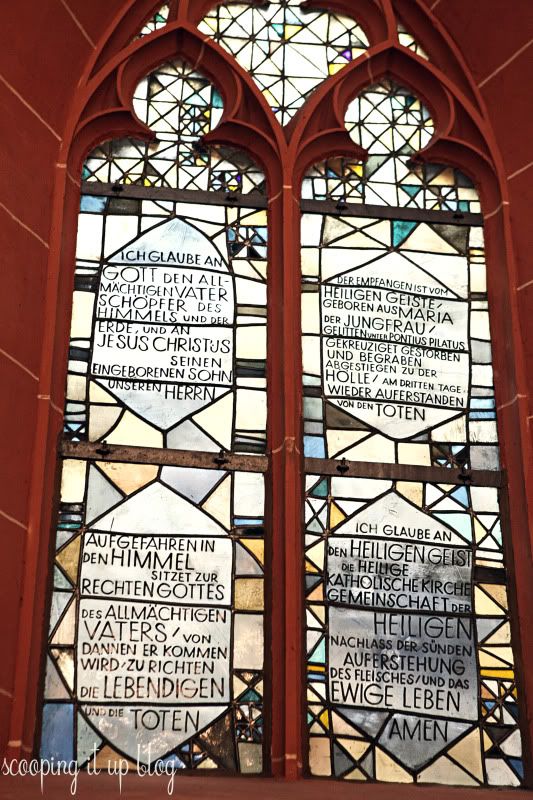 ICH GLAUBE AN
GOTT DEN ALL-
MÄCHTIGEN VATER
SCHÖPFER DES
HIMMELS UND DER
ERDE, UND AN
JESUS CHRISTUS
SEINEN
EINGEBORENEN SOHN
UNSEREN HERRN
DER EMPFANGEN IST VOM
HEILIGEN GEISTE/
GEBOREN AUS MARIA
DER JUNGFRAU/
GELITTEN UNTER PONTIUS PILATUS
GEKREUZIGET GESTORBEN
UND BEGRABEN
ABGESTIEGEN ZU DER
HÖLLE/ AM DRITTEN TAGE
WIEDER AUFERSTANDEN
VON DEN TOTEN
AUFGEFAHREN IN
DEN HIMMEL
SITZET ZUR
RECHTEN GOTTES
DES ALLMÄCHTIGEN
VATERS/ VON
DANNEN ER KOMMEN
WIRD/ZU RICHTEN
DIE LEBENDIGEN
UND DIE TOTEN
ICH GLAUBE AN
DEN HEILIGEN GEIST
DIE HEILIGE
KATHOLISCHE KIRCHE
GEMEINSCHAFT DER
HEILIGEN
NACHLASS DER SÜNDEN
AUFERSTEHUNG
DES FLEISCHES/UND DAS
EWIGE LEBEN
AMEN
scooping it up blog